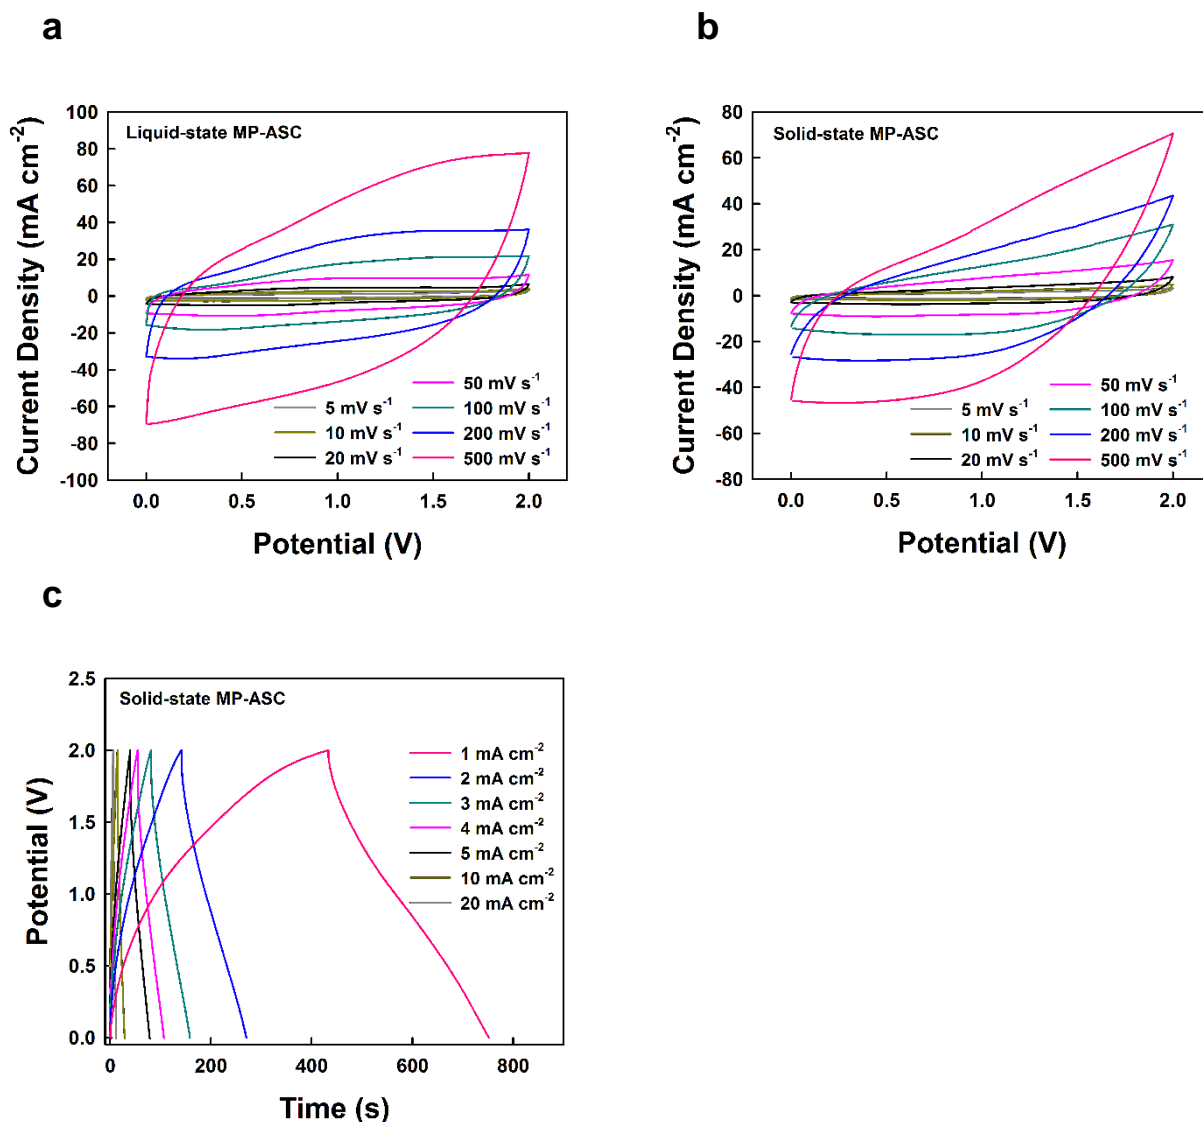 a
Liquid-state MP-ASC
Current Density (mA cm⁻²)
100
80
60
40
20
0
-20
-40
-60
-80
-100
50 mV s⁻¹
5 mV s⁻¹
100 mV s⁻¹
10 mV s⁻¹
200 mV s⁻¹
20 mV s⁻¹
500 mV s⁻¹
0.0 0.5 1.0 1.5 2.0
Potential (V)
b
Solid-state MP-ASC
Current Density (mA cm⁻²)
80
60
40
20
0
-20
-40
-60
-80
50 mV s⁻¹
5 mV s⁻¹
100 mV s⁻¹
10 mV s⁻¹
200 mV s⁻¹
20 mV s⁻¹
500 mV s⁻¹
0.0 0.5 1.0 1.5 2.0
Potential (V)
c
Solid-state MP-ASC
Potential (V)
2.5
2.0
1.5
1.0
0.5
0.0
1 mA cm⁻²
2 mA cm⁻²
3 mA cm⁻²
4 mA cm⁻²
5 mA cm⁻²
10 mA cm⁻²
20 mA cm⁻²
0 200 400 600 800
Time (s)